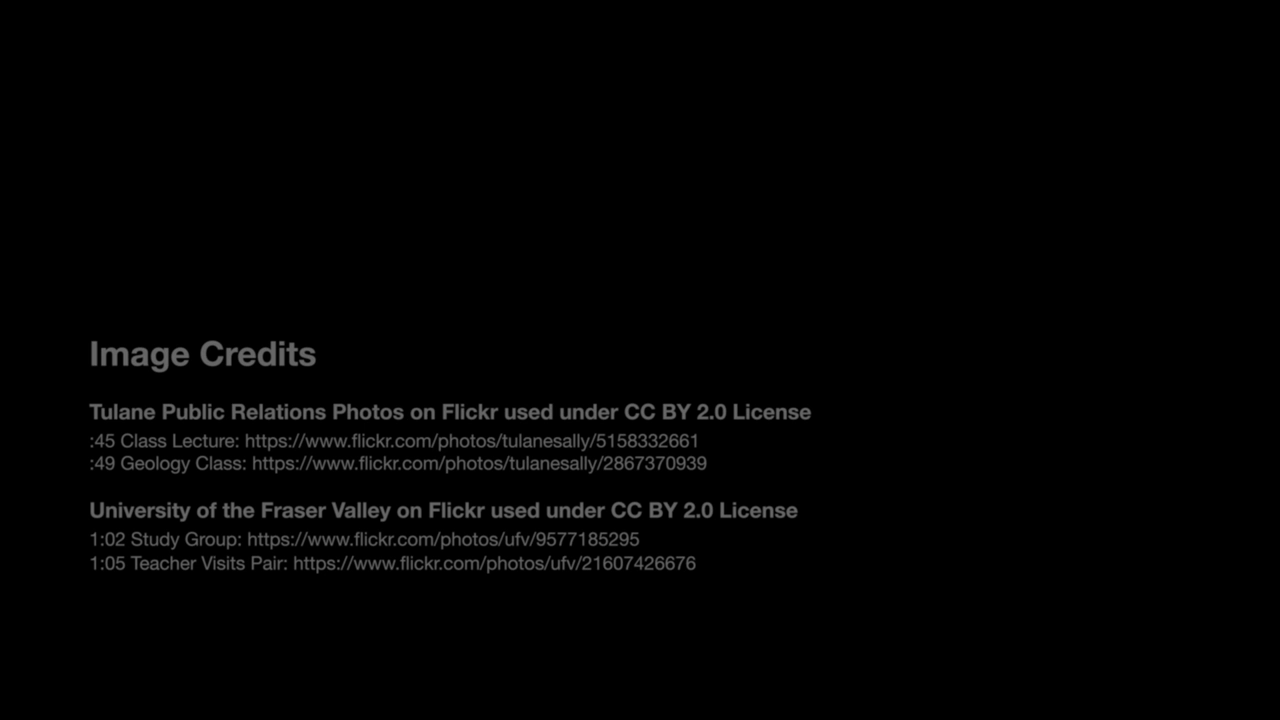 Image Credits
Tulane Public Relations Photos on Flickr used under CC BY 2.0 License
:45 Class Lecture: https://www.flickr.com/photos/tulanesally/5158332661
:49 Geology Class: https://www.flickr.com/photos/tulanesally/2867370939
University of the Fraser Valley on Flickr used under CC BY 2.0 License
1:02 Study Group: https://www.flickr.com/photos/ufv/9577185295
1:05 Teacher Visits Pair: https://www.flickr.com/photos/ufv/21607426676